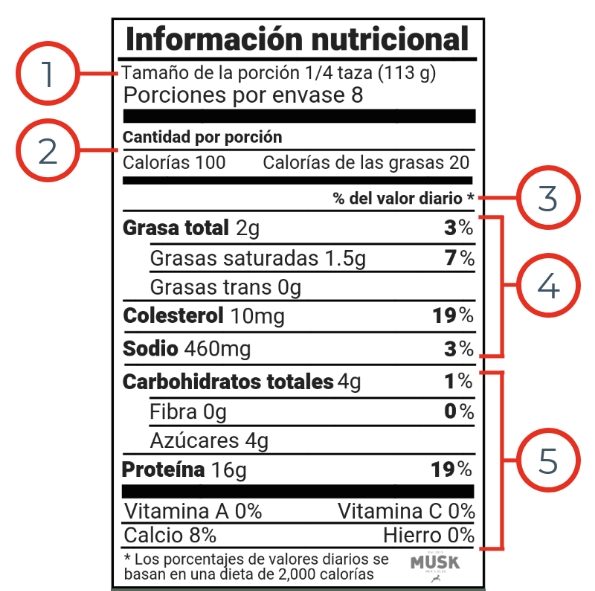 Información nutricional
1
Tamaño de la porción 1/4 taza (113 g)
Porciones por envase 8
Cantidad por porción
2
Calorías 100 Calorías de las grasas 20
% del valor diario *
3
Grasa total 2g 3%
Grasas saturadas 1.5g 7%
Grasas trans 0g
4
Colesterol 10mg 19%
Sodio 460mg 3%
Carbohidratos totales 4g 1%
Fibra 0g 0%
Azúcares 4g
5
Proteína 16g 19%
Vitamina A 0% Vitamina C 0%
Calcio 8% Hierro 0%
* Los porcentajes de valores diarios se
basan en una dieta de 2,000 calorías
MUSK